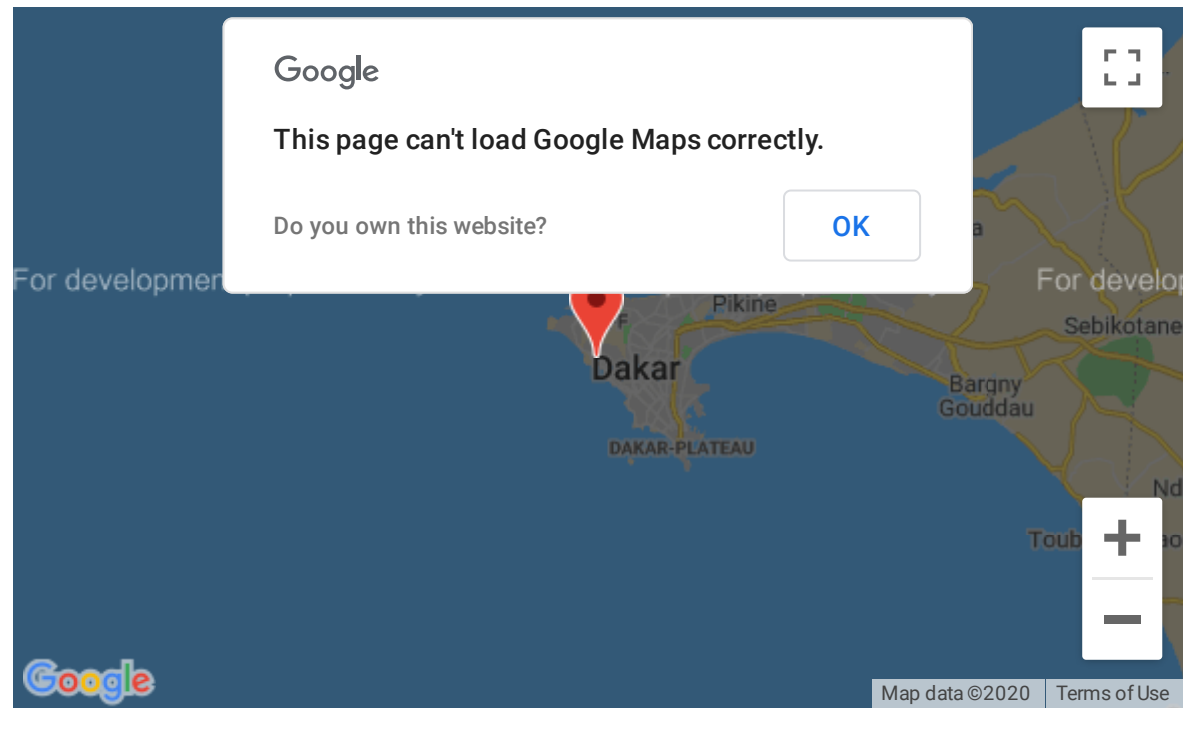 Google
This page can't load Google Maps correctly.
Do you own this website?
OK
For developmen
For develop
Pikine
Sebikotane
F
Dakar
Bargny
Gouddau
DAKAR-PLATEAU
Nd
Toub
ao
Google
Map data ©2020
Terms of Use